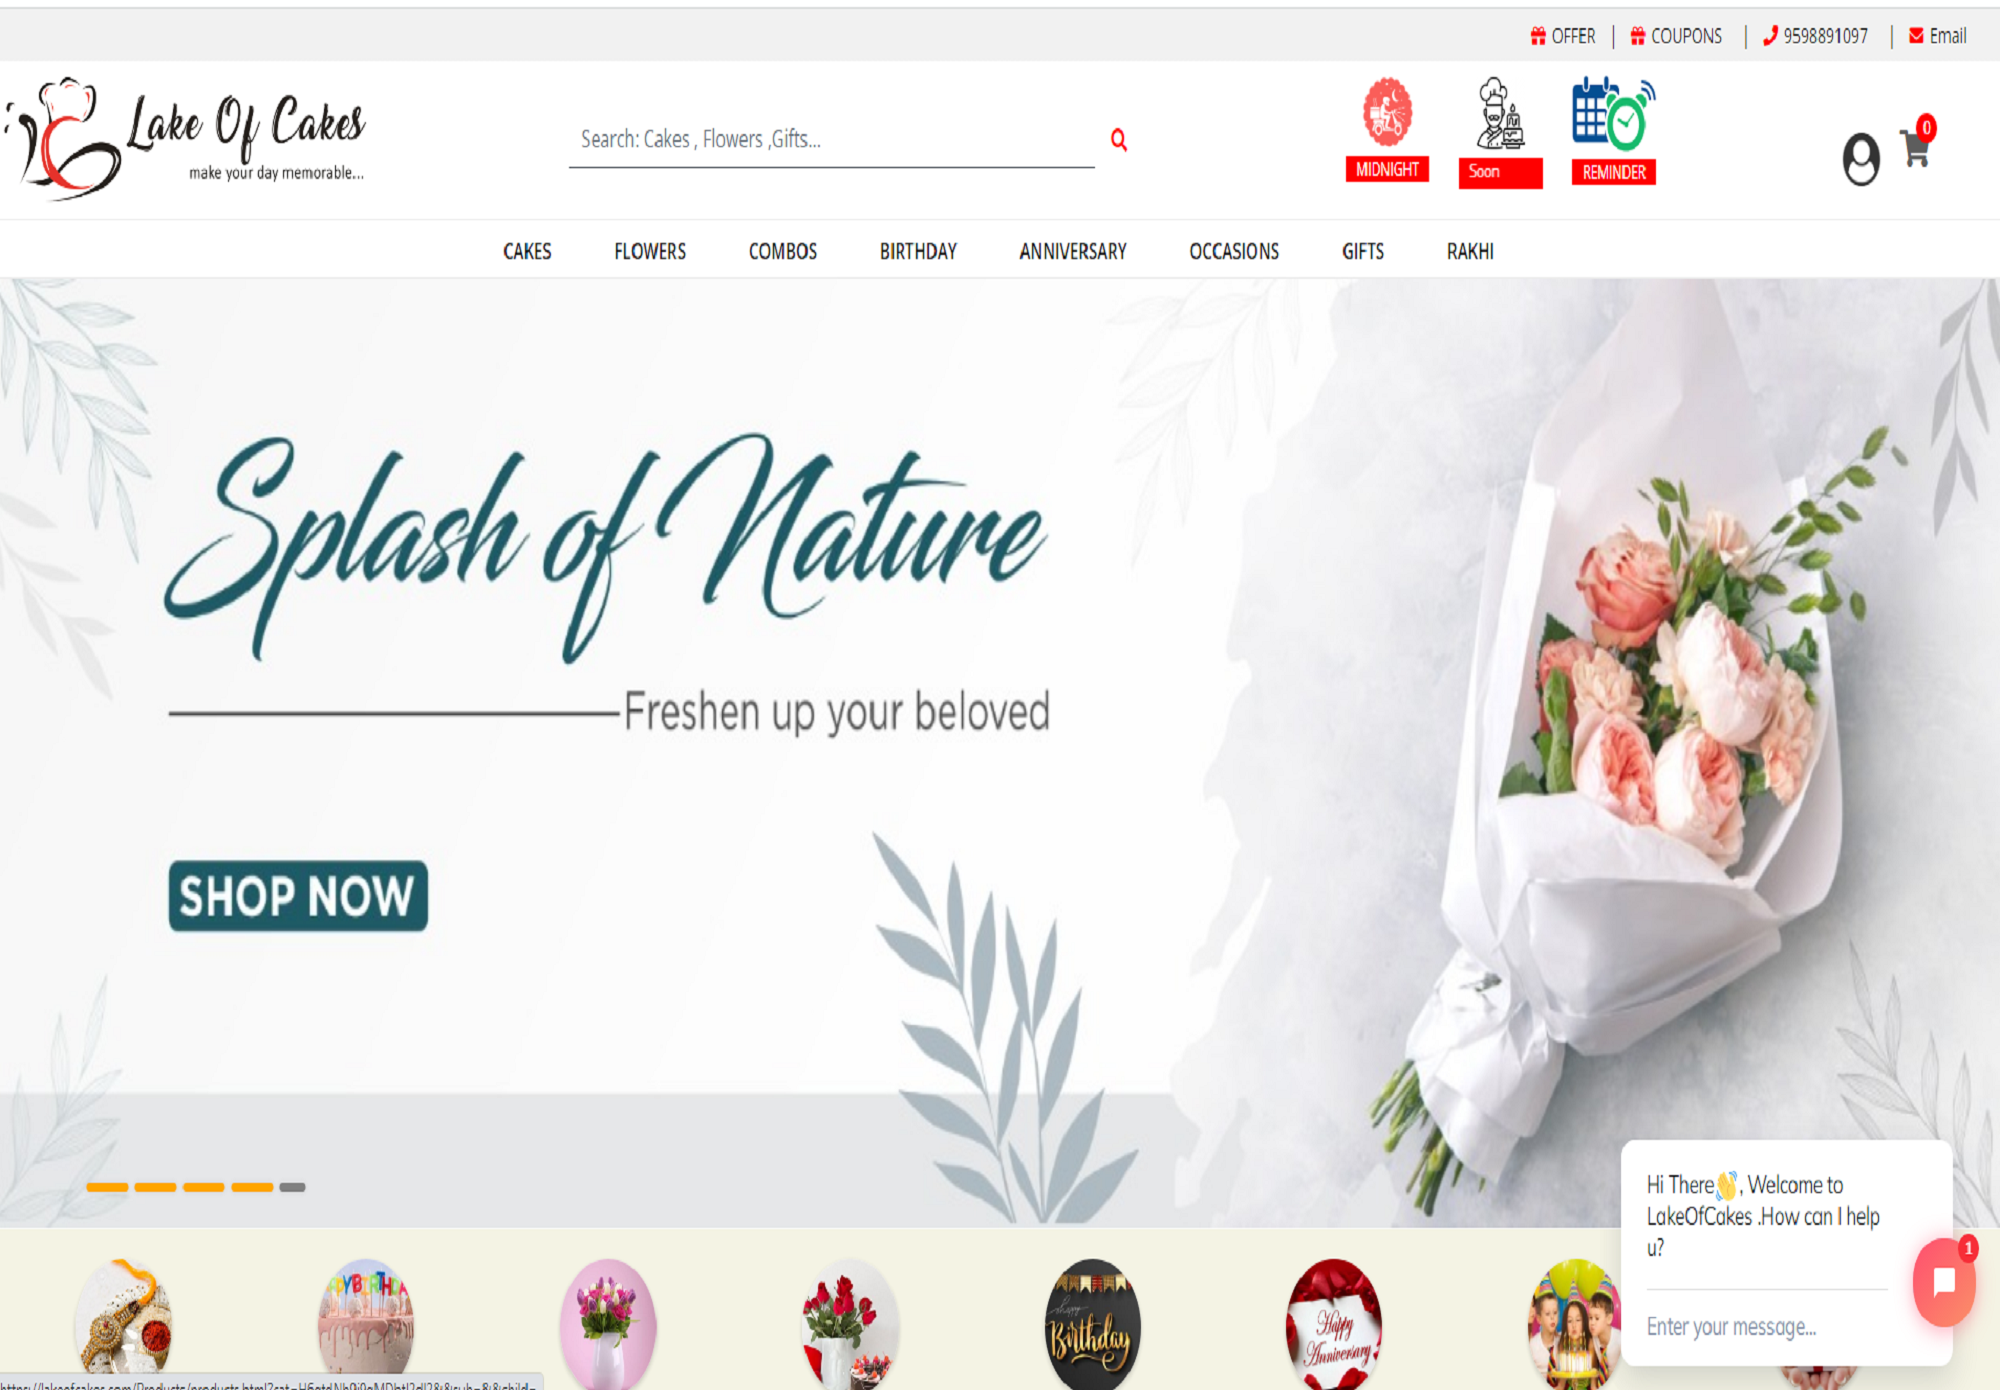 OFFER | COUPONS | 9598891097 | Email
Lake Of Cakes
make your day memorable...
Search: Cakes , Flowers ,Gifts...
MIDNIGHT
Soon
REMINDER
0
CAKES FLOWERS COMBOS BIRTHDAY ANNIVERSARY OCCASIONS GIFTS RAKHI
Splash of Nature
Freshen up your beloved
SHOP NOW
Hi There👋, Welcome to
LakeOfCakes .How can I help
u?
1
Enter your message...
happy
Birthday
Happy
Anniversary